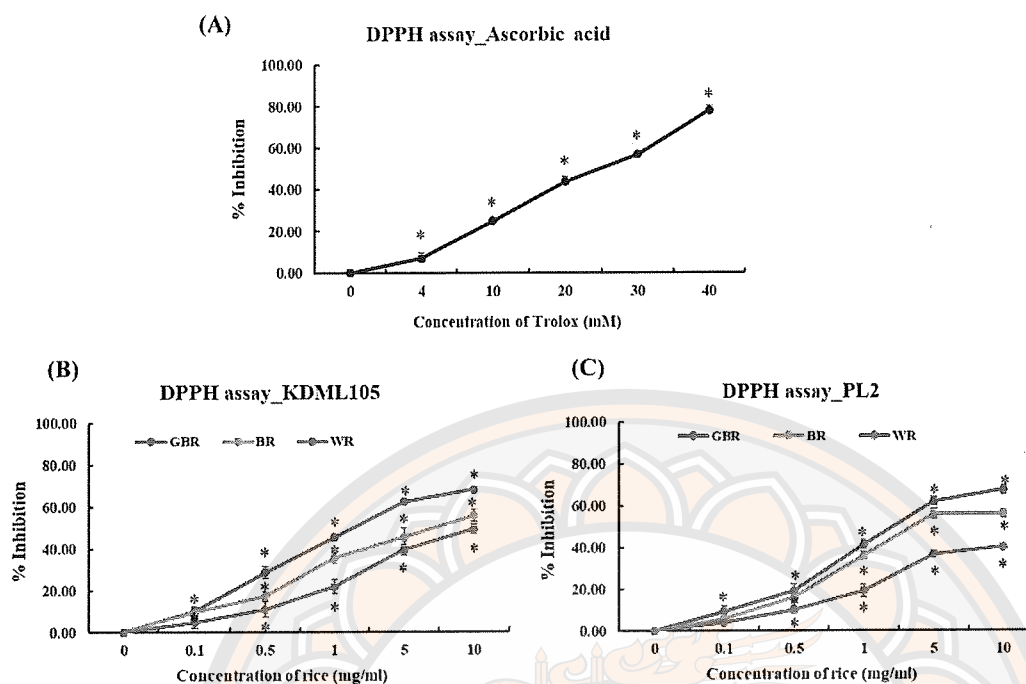 (A)
DPPH assay_Ascorbic acid
100.00
80.00
60.00
40.00
20.00
0.00
% Inhibition
* * * * *
0 4 10 20 30 40
Concentration of Trolox (mM)
(B)
DPPH assay_KDML105
100.00
80.00
60.00
40.00
20.00
0.00
% Inhibition
GBR BR WR
0 0.1 0.5 1 5 10
Concentration of rice (mg/ml)
(C)
DPPH assay_PL2
100.00
80.00
60.00
40.00
20.00
0.00
% Inhibition
GBR BR WR
0 0.1 0.5 1 5 10
Concentration of rice (mg/ml)